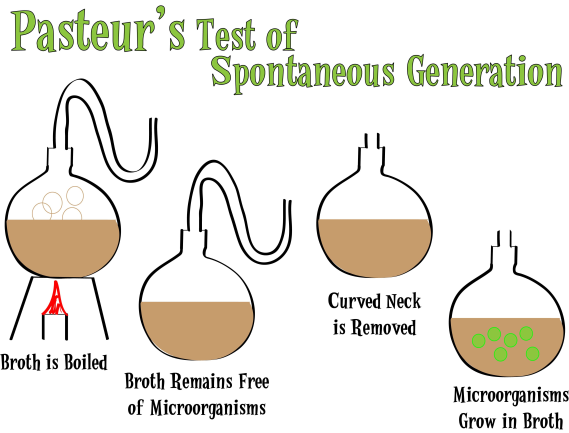 Pasteur's Test of
Spontaneous Generation
Broth is Boiled
Broth Remains Free
of Microorganisms
Curved Neck
is Removed
Microorganisms
Grow in Broth